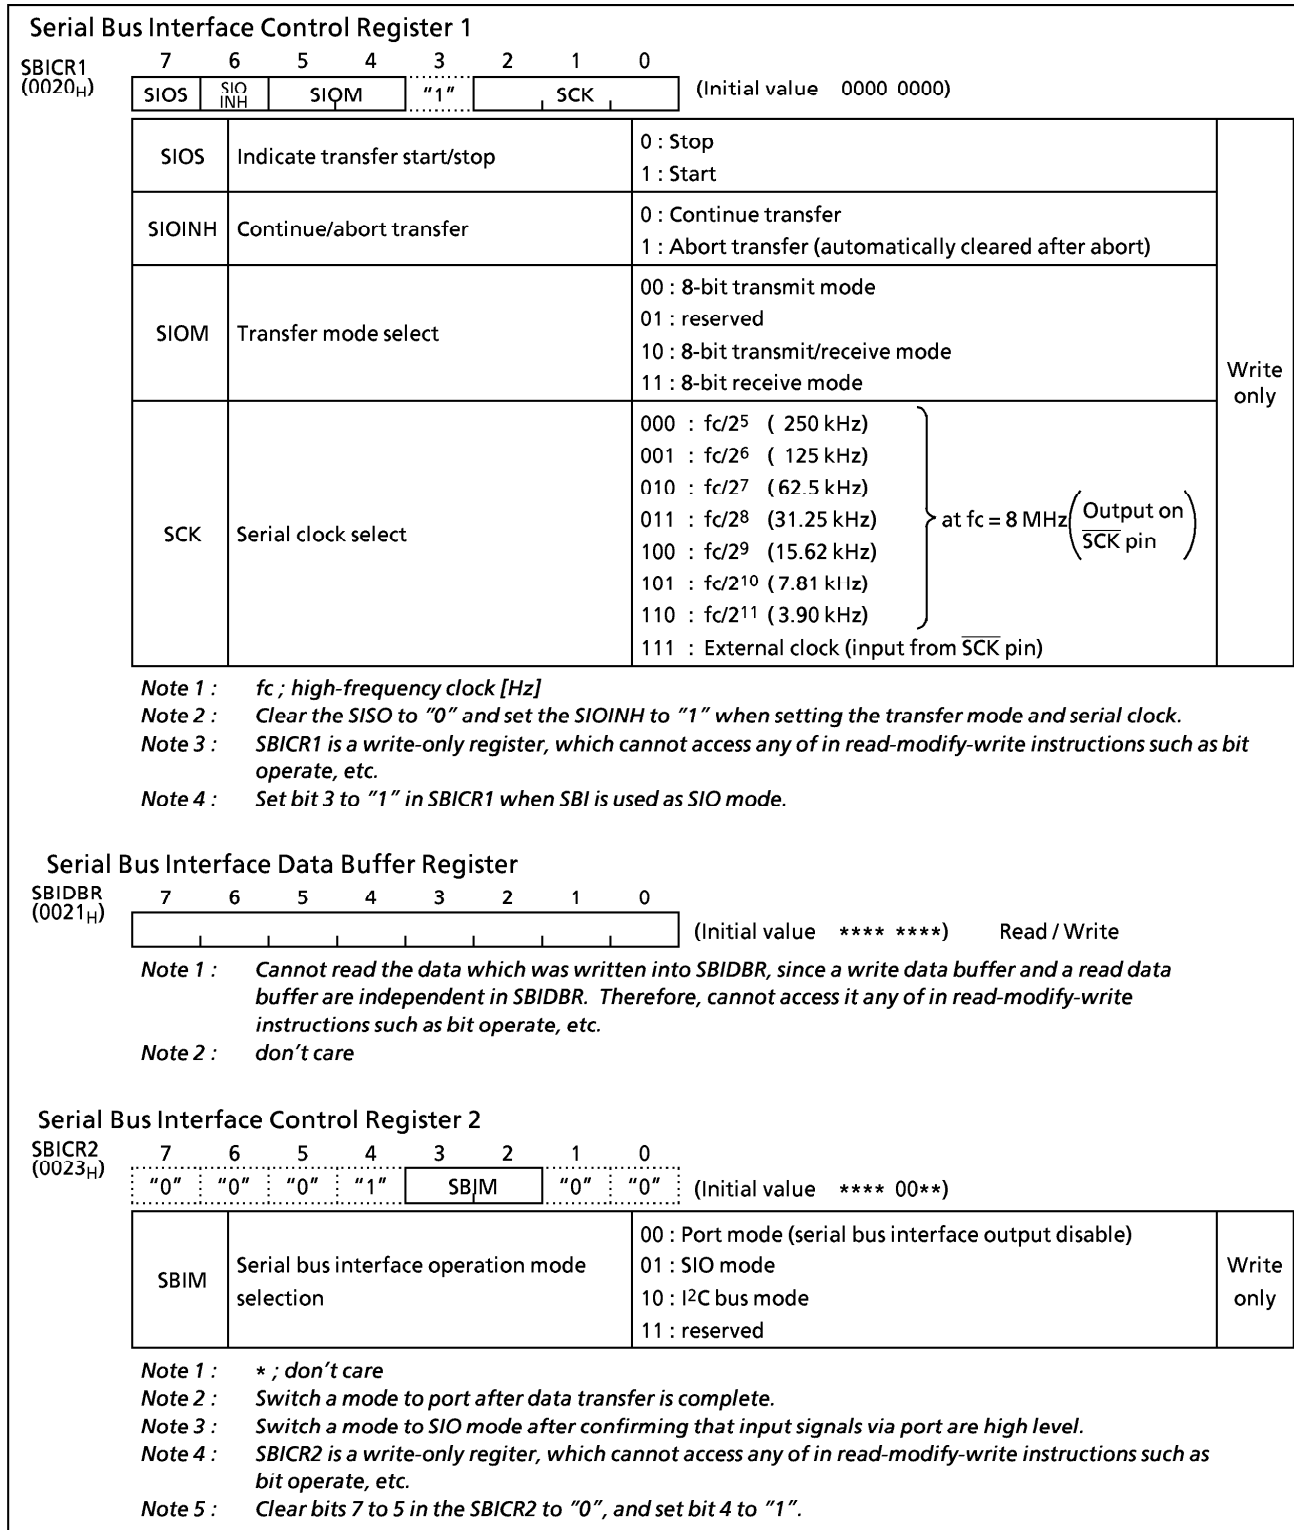 Serial Bus Interface Control Register 1
SBICR1
(0020H)
7 6 5 4 3 2 1 0
SIOS SIO INH SIOM "1" SCK (Initial value 0000 0000)
SIOS Indicate transfer start/stop
0 : Stop
1 : Start
SIOINH Continue/abort transfer
0 : Continue transfer
1 : Abort transfer (automatically cleared after abort)
SIOM Transfer mode select
00 : 8-bit transmit mode
01 : reserved
10 : 8-bit transmit/receive mode
11 : 8-bit receive mode
SCK Serial clock select
000 : fc/2⁵ ( 250 kHz)
001 : fc/2⁶ ( 125 kHz)
010 : fc/2⁷ (62.5 kHz)
011 : fc/2⁸ (31.25 kHz)
100 : fc/2⁹ (15.62 kHz)
101 : fc/2¹⁰ (7.81 kHz)
110 : fc/2¹¹ (3.90 kHz)
at fc = 8 MHz (Output on S̅C̅K̅ pin)
111 : External clock (input from S̅C̅K̅ pin)
Write
only
Note 1 : fc ; high-frequency clock [Hz]
Note 2 : Clear the SISO to "0" and set the SIOINH to "1" when setting the transfer mode and serial clock.
Note 3 : SBICR1 is a write-only register, which cannot access any of in read-modify-write instructions such as bit
operate, etc.
Note 4 : Set bit 3 to "1" in SBICR1 when SBI is used as SIO mode.
Serial Bus Interface Data Buffer Register
SBIDBR
(0021H)
7 6 5 4 3 2 1 0
(Initial value **** ****) Read / Write
Note 1 : Cannot read the data which was written into SBIDBR, since a write data buffer and a read data
buffer are independent in SBIDBR. Therefore, cannot access it any of in read-modify-write
instructions such as bit operate, etc.
Note 2 : don't care
Serial Bus Interface Control Register 2
SBICR2
(0023H)
7 6 5 4 3 2 1 0
"0" "0" "0" "1" SBIM "0" "0" (Initial value **** 00**)
SBIM Serial bus interface operation mode
selection
00 : Port mode (serial bus interface output disable)
01 : SIO mode
10 : I²C bus mode
11 : reserved
Write
only
Note 1 : * ; don't care
Note 2 : Switch a mode to port after data transfer is complete.
Note 3 : Switch a mode to SIO mode after confirming that input signals via port are high level.
Note 4 : SBICR2 is a write-only regiter, which cannot access any of in read-modify-write instructions such as
bit operate, etc.
Note 5 : Clear bits 7 to 5 in the SBICR2 to "0", and set bit 4 to "1".